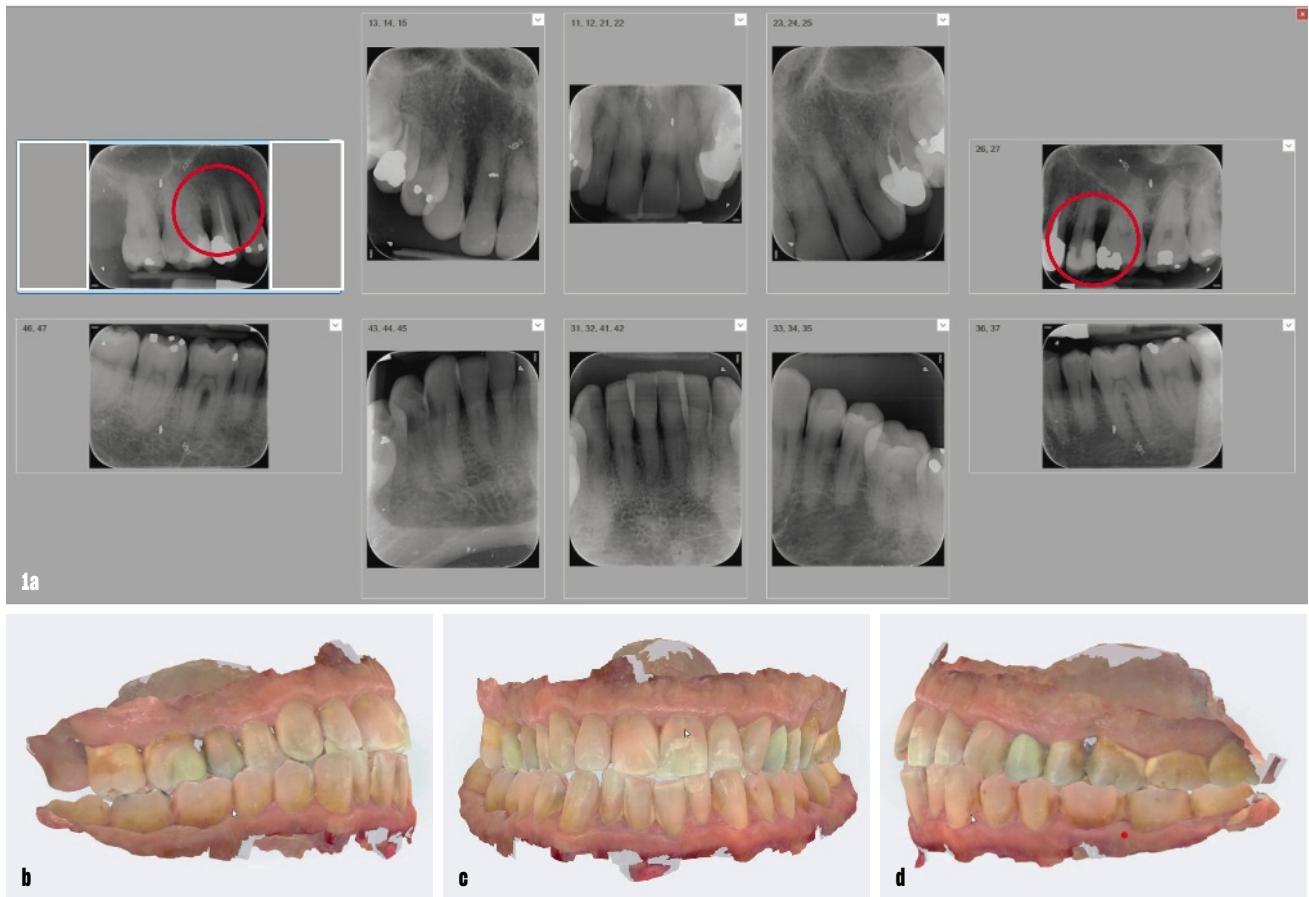 13, 14, 15
11, 12, 21, 22
23, 24, 25
26, 27
46, 47
43, 44, 45
31, 32, 41, 42
33, 34, 35
36, 37
1a
b
c
d